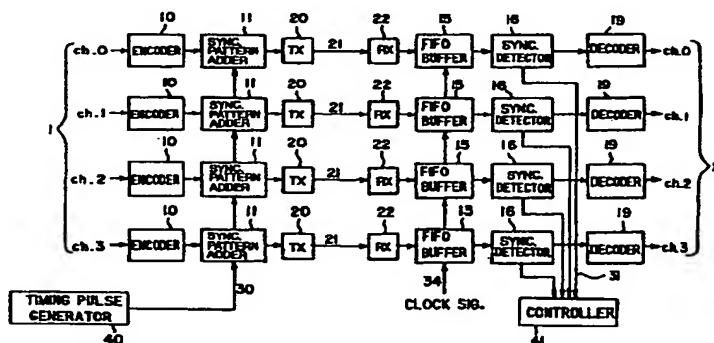 10 11 20 22 15 16 19
ch.0 ENCODER SYNC. PATTERN ADDER TX 21 RX FIFO BUFFER SYNC. DETECTOR DECODER ch.0
10 11 20 22 15 16 19
ch.1 ENCODER SYNC. PATTERN ADDER TX 21 RX FIFO BUFFER SYNC. DETECTOR DECODER ch.1
1
10 11 20 22 15 16 19
ch.2 ENCODER SYNC. PATTERN ADDER TX 21 RX FIFO BUFFER SYNC. DETECTOR DECODER ch.2
10 11 20 22 13 16 19
ch.3 ENCODER SYNC. PATTERN ADDER TX 21 RX FIFO BUFFER SYNC. DETECTOR DECODER ch.3
30 34 31
TIMING PULSE
GENERATOR
CLOCK SIG.
CONTROLLER
40 41